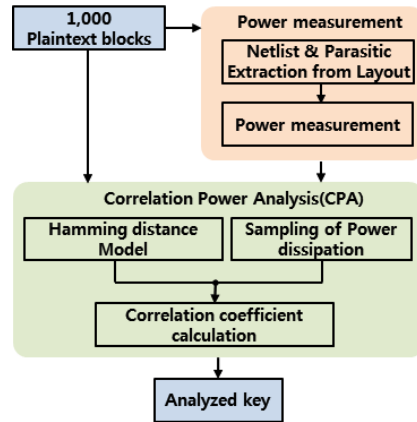 1,000
Plaintext blocks
Power measurement
Netlist & Parasitic
Extraction from Layout
Power measurement
Correlation Power Analysis(CPA)
Hamming distance
Model
Sampling of Power
dissipation
Correlation coefficient
calculation
Analyzed key